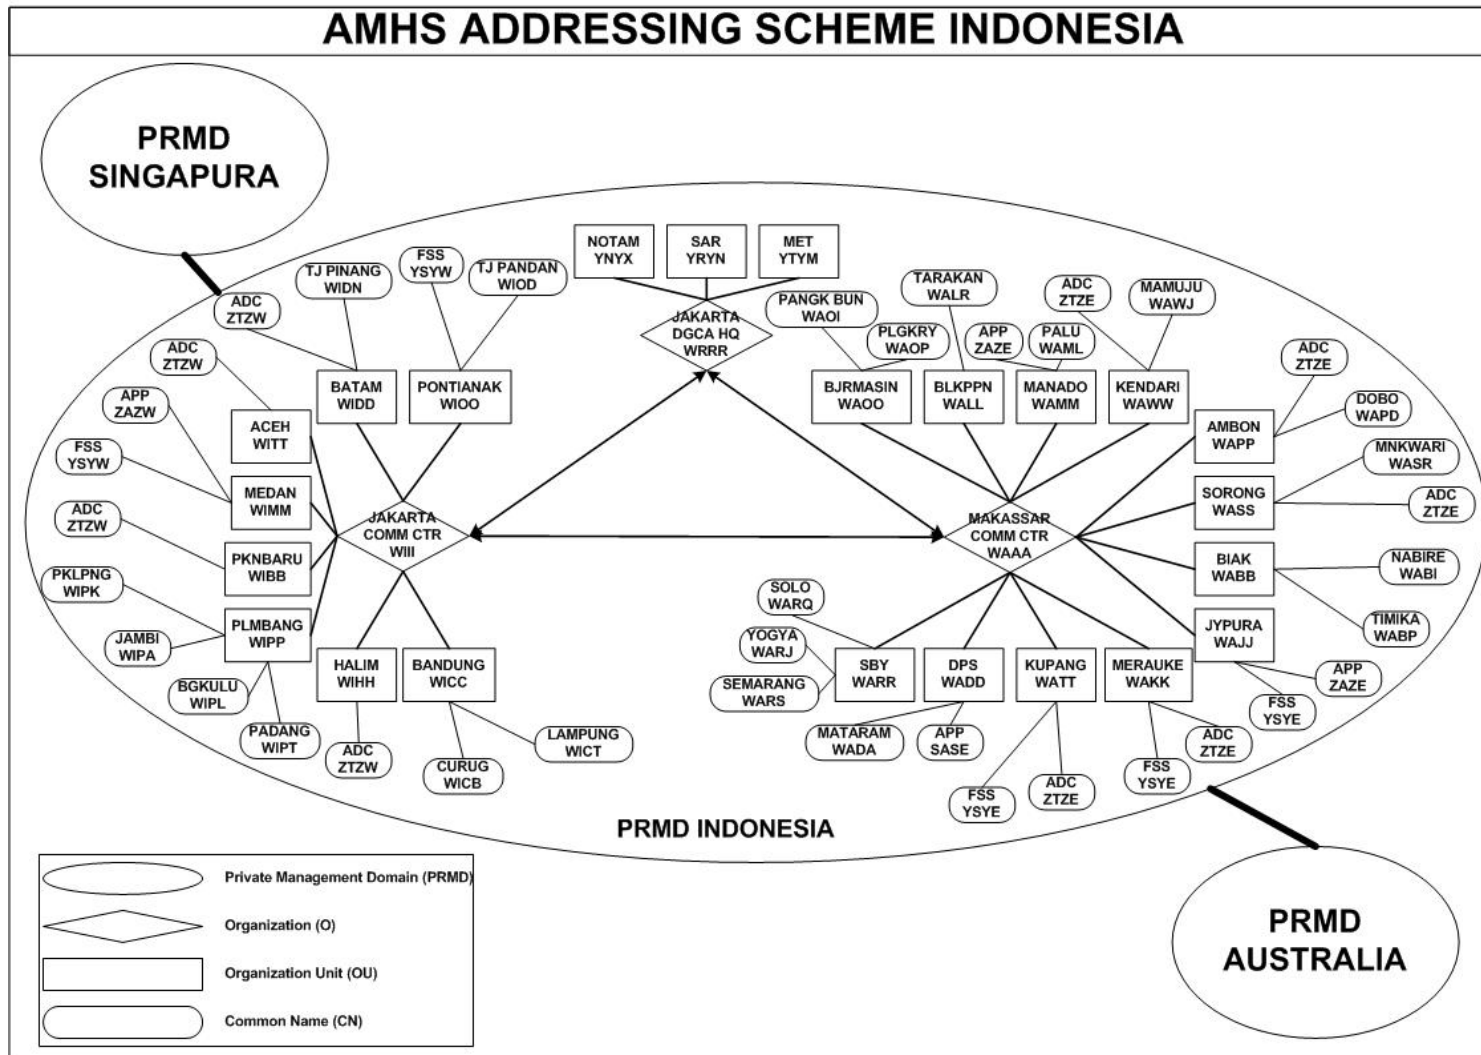 AMHS ADDRESSING SCHEME INDONESIA
PRMD
SINGAPURA
NOTAM
YNYX
SAR
YRYN
MET
YTYM
JAKARTA
DGCA HQ
WRRR
ADC
ZTZW
TJ PINANG
WIDN
FSS
YSYW
TJ PANDAN
WIOD
PANGK BUN
WAOI
PLGKRY
WAOP
TARAKAN
WALR
APP
ZAZE
PALU
WAML
ADC
ZTZE
MAMUJU
WAWJ
ADC
ZTZW
BATAM
WIDD
PONTIANAK
WIOO
BJRMASIN
WAOO
BLKPPN
WALL
MANADO
WAMM
KENDARI
WAWW
ADC
ZTZE
APP
ZAZW
ACEH
WITT
AMBON
WAPP
DOBO
WAPD
FSS
YSYW
MEDAN
WIMM
SORONG
WASS
MNKWARI
WASR
ADC
ZTZE
ADC
ZTZW
PKNBARU
WIBB
JAKARTA
COMM CTR
WIII
MAKASSAR
COMM CTR
WAAA
BIAK
WABB
NABIRE
WABI
TIMIKA
WABP
PKLPNG
WIPK
JAMBI
WIPA
PLMBANG
WIPP
BGKULU
WIPL
PADANG
WIPT
HALIM
WIHH
BANDUNG
WICC
ADC
ZTZW
CURUG
WICB
LAMPUNG
WICT
SOLO
WARQ
YOGYA
WARJ
SEMARANG
WARS
SBY
WARR
DPS
WADD
KUPANG
WATT
MERAUKE
WAKK
JYPURA
WAJJ
APP
ZAZE
FSS
YSYE
MATARAM
WADA
APP
SASE
FSS
YSYE
ADC
ZTZE
FSS
YSYE
ADC
ZTZE
PRMD INDONESIA
PRMD
AUSTRALIA
Private Management Domain (PRMD)
Organization (O)
Organization Unit (OU)
Common Name (CN)